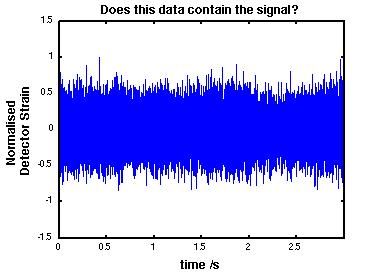 Does this data contain the signal?
1.5
1
0.5
0
-0.5
-1
-1.5
Normalised
Detector Strain
0 0.5 1 1.5 2 2.5
time /s